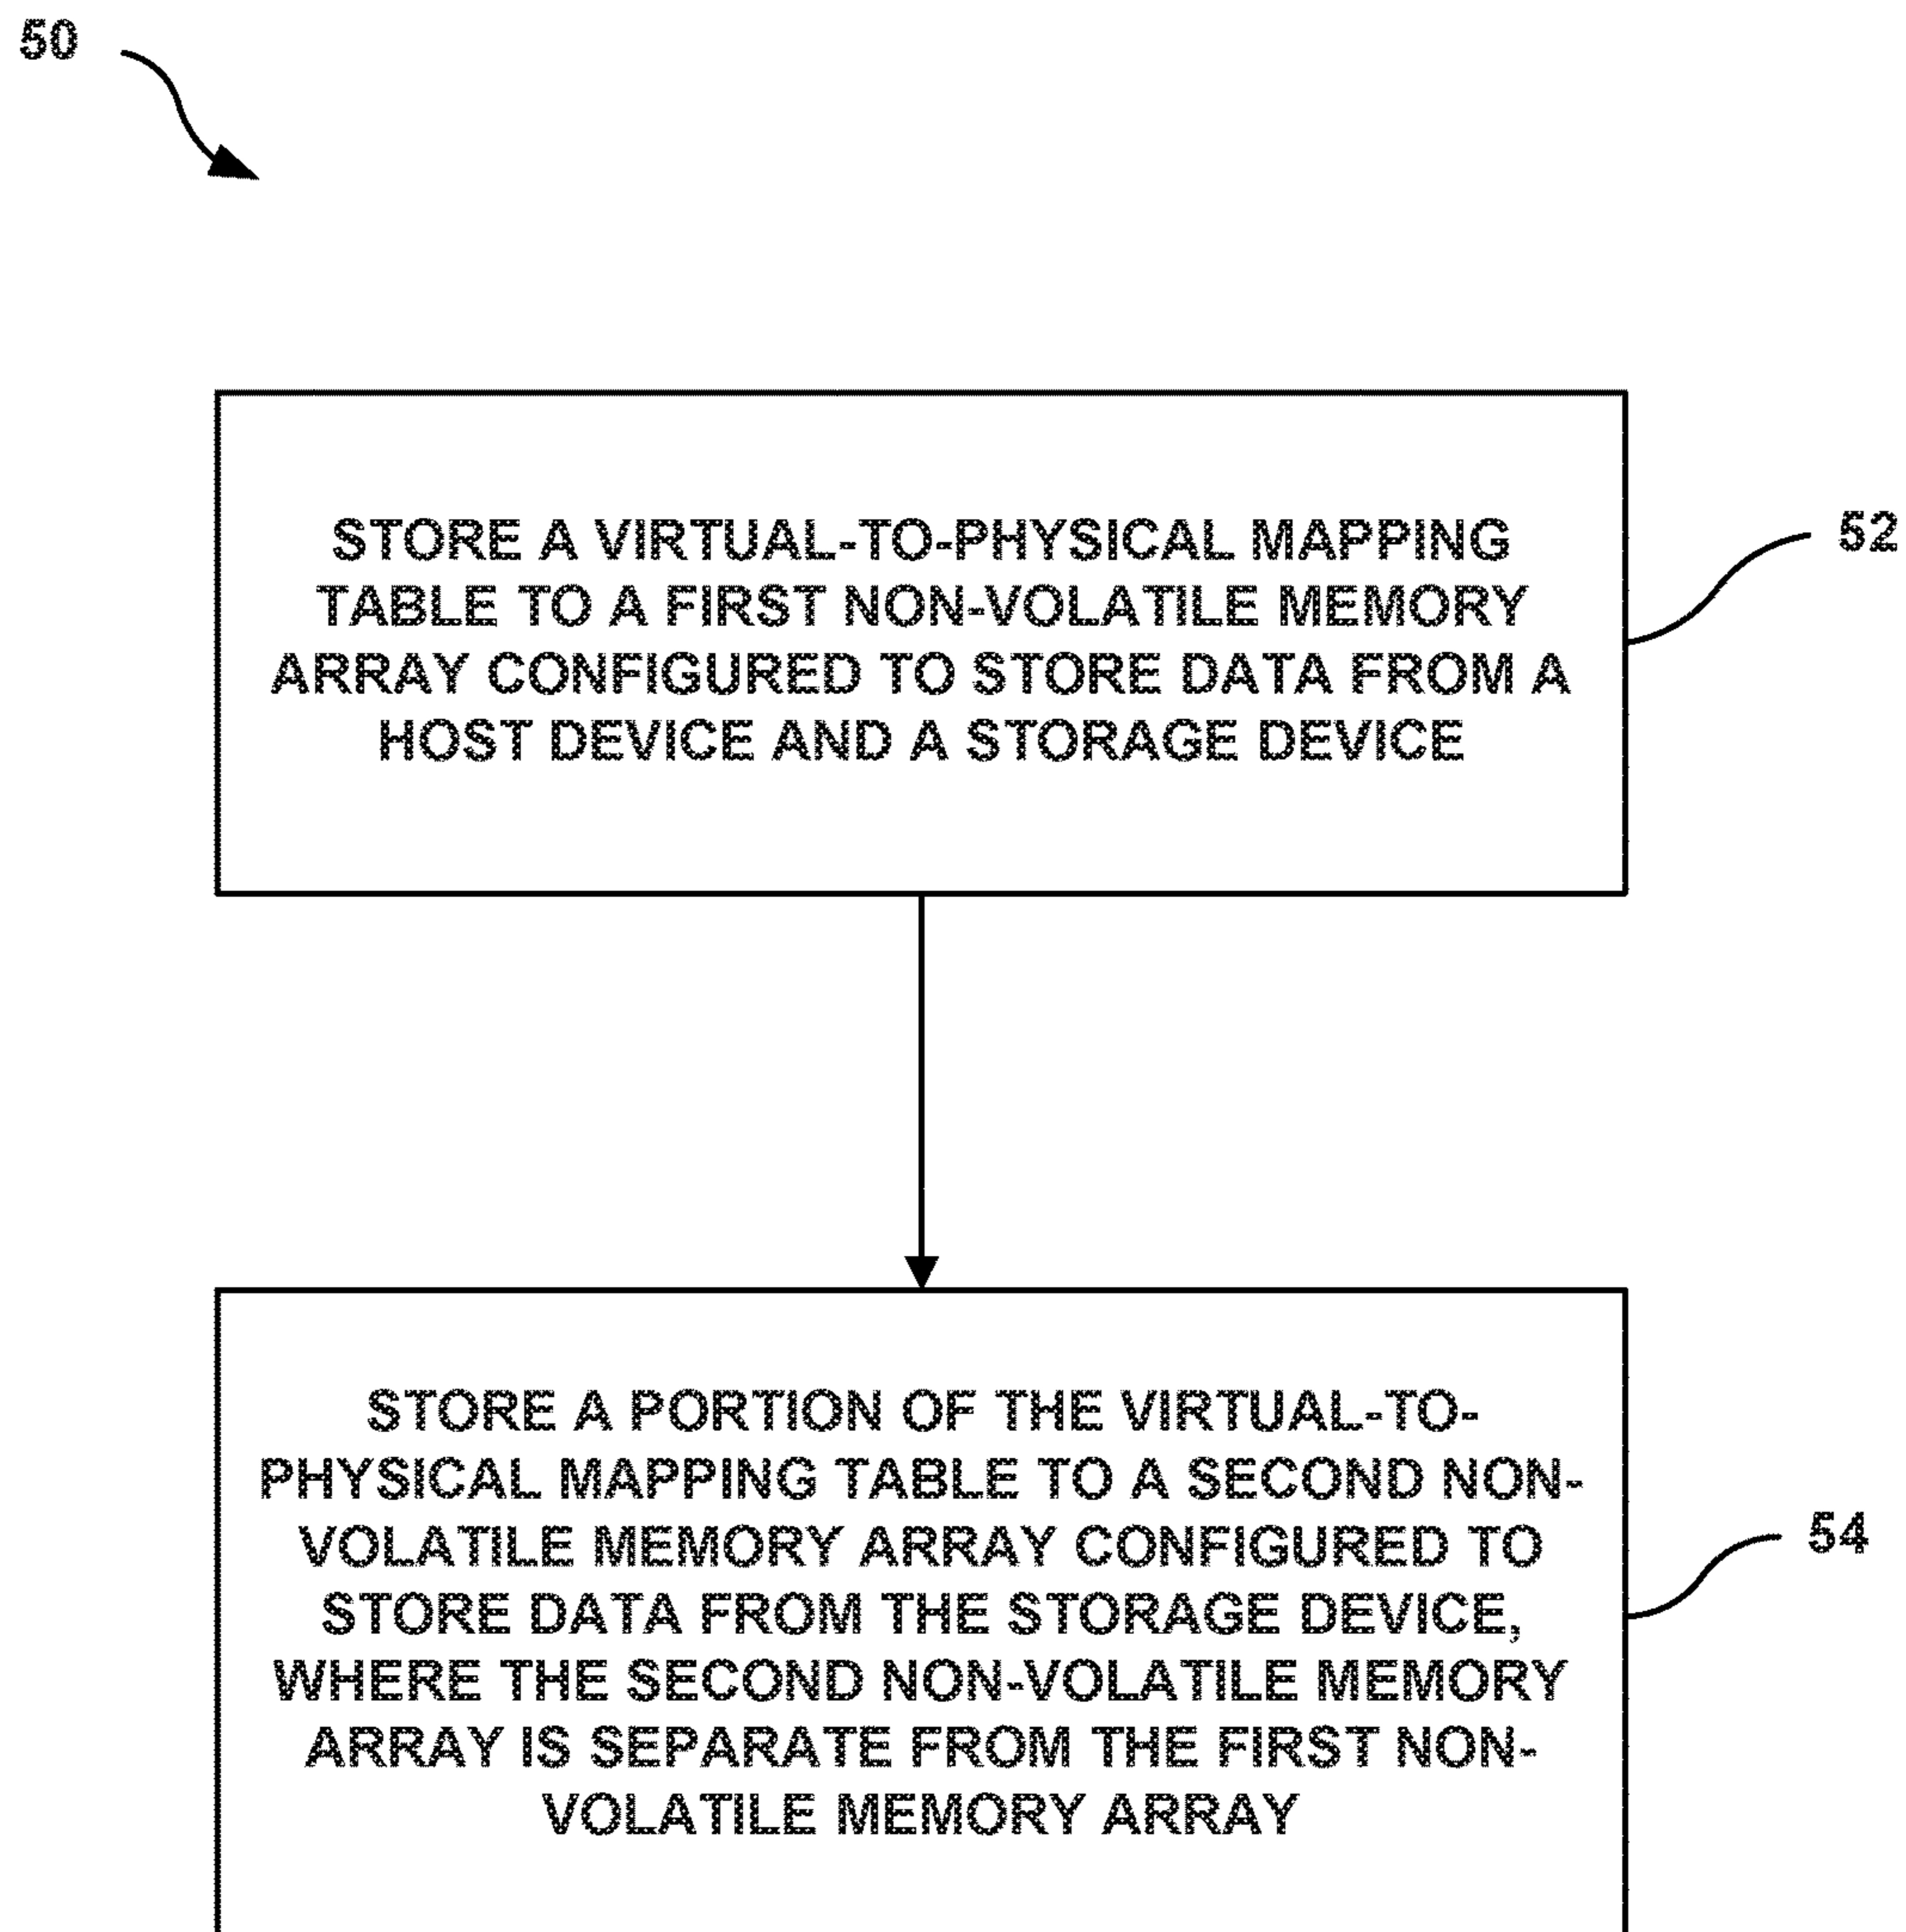 50
STORE A VIRTUAL-TO-PHYSICAL MAPPING
TABLE TO A FIRST NON-VOLATILE MEMORY
ARRAY CONFIGURED TO STORE DATA FROM A
HOST DEVICE AND A STORAGE DEVICE
52
STORE A PORTION OF THE VIRTUAL-TO-
PHYSICAL MAPPING TABLE TO A SECOND NON-
VOLATILE MEMORY ARRAY CONFIGURED TO
STORE DATA FROM THE STORAGE DEVICE,
WHERE THE SECOND NON-VOLATILE MEMORY
ARRAY IS SEPARATE FROM THE FIRST NON-
VOLATILE MEMORY ARRAY
54